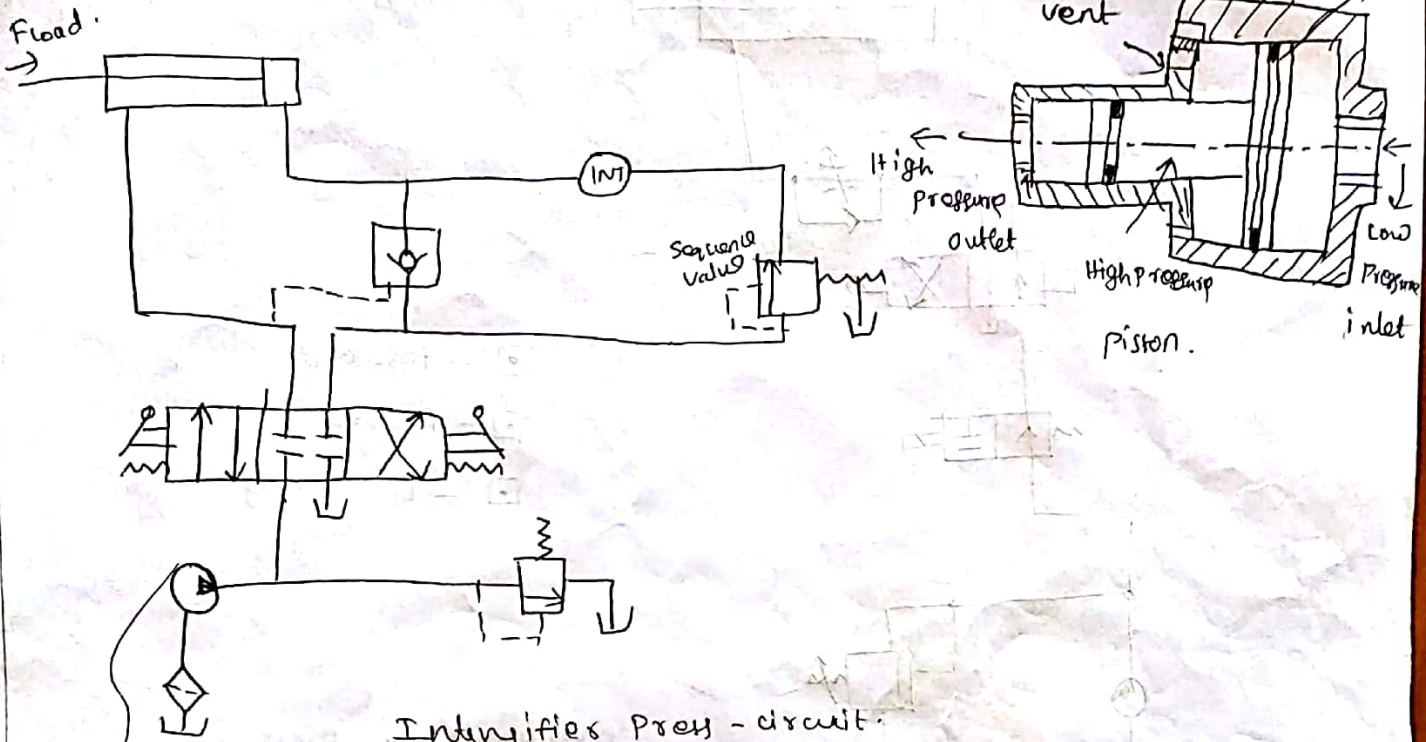 Fload.
INT
Sequence
valve
vent
High
pressure
outlet
High pressure
piston.
Low
Pressure
inlet
Intensifier Press - circuit.